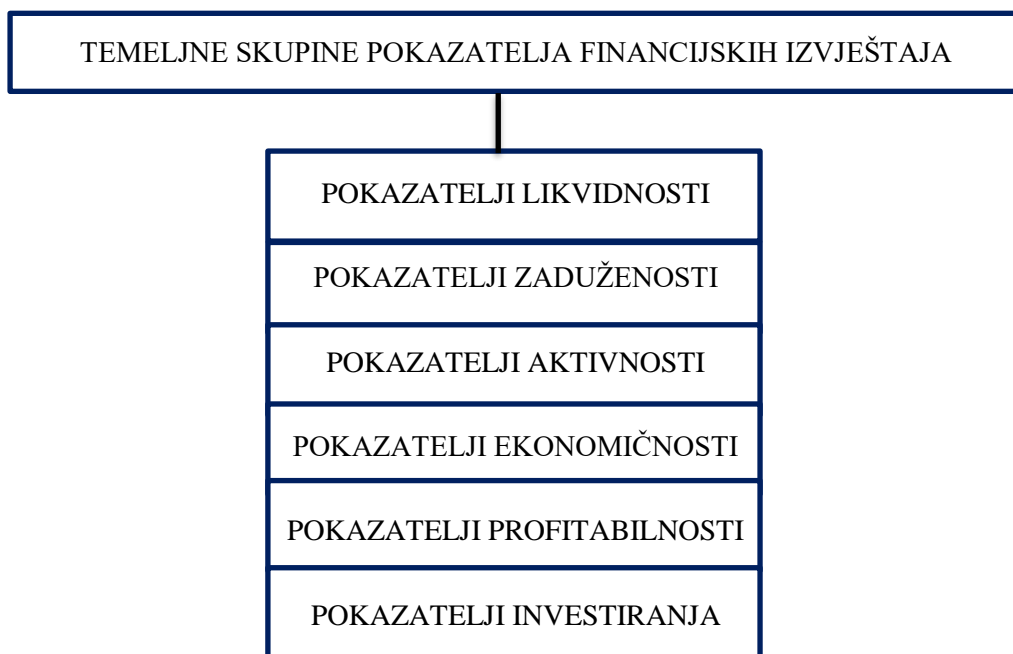 TEMELJNE SKUPINE POKAZATELJA FINANCIJSKIH IZVJEŠTAJA
POKAZATELJI LIKVIDNOSTI
POKAZATELJI ZADUŽENOSTI
POKAZATELJI AKTIVNOSTI
POKAZATELJI EKONOMIČNOSTI
POKAZATELJI PROFITABILNOSTI
POKAZATELJI INVESTIRANJA